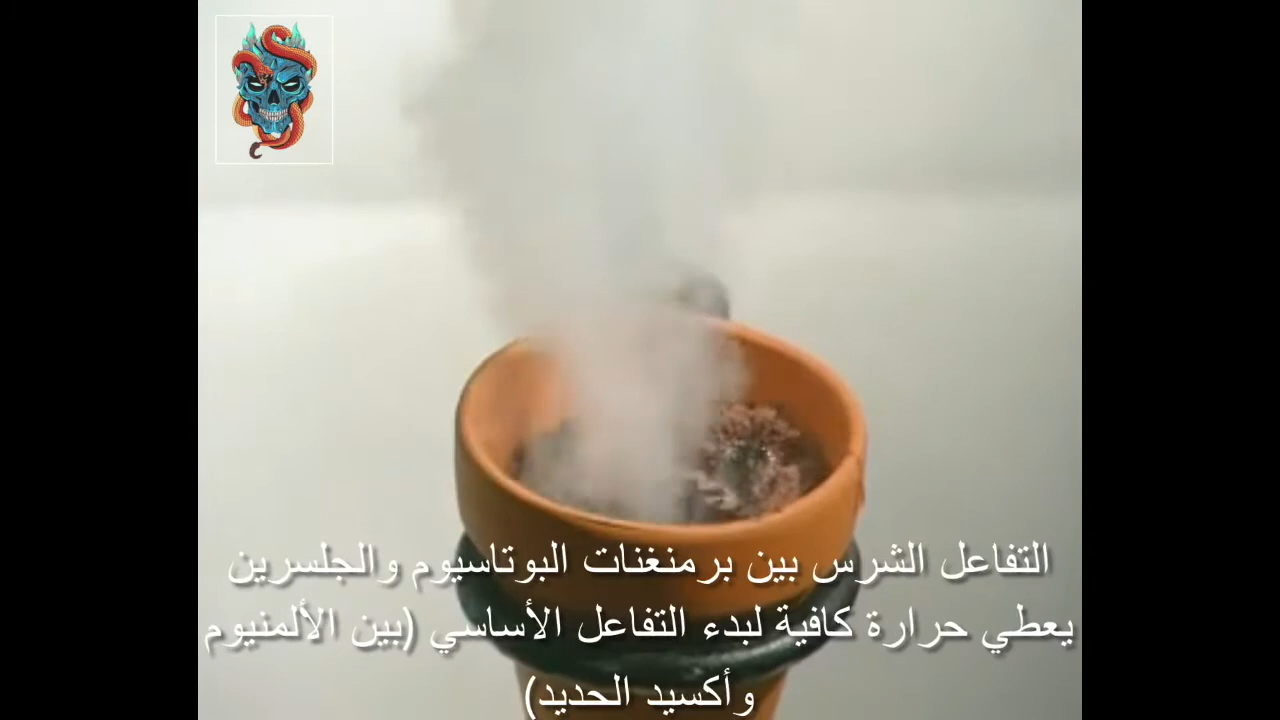 التفاعل الشرس بين برمنغنات البوتاسيوم والجلسرين
يعطي حرارة كافية لبدء التفاعل الأساسي (بين الألمنيوم
وأكسيد الحديد)